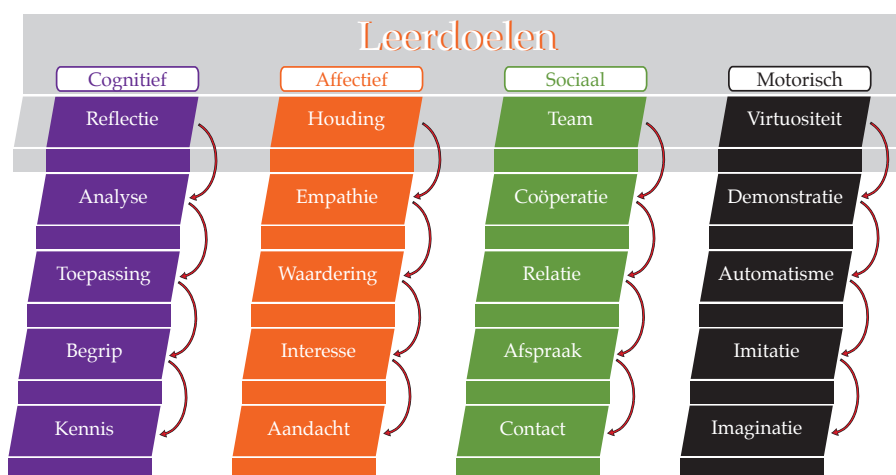 Leerdoelen
Cognitief
Affectief
Sociaal
Motorisch
Reflectie
Houding
Team
Virtuositeit
Analyse
Empathie
Coöperatie
Demonstratie
Toepassing
Waardering
Relatie
Automatisme
Begrip
Interesse
Afspraak
Imitatie
Kennis
Aandacht
Contact
Imaginatie